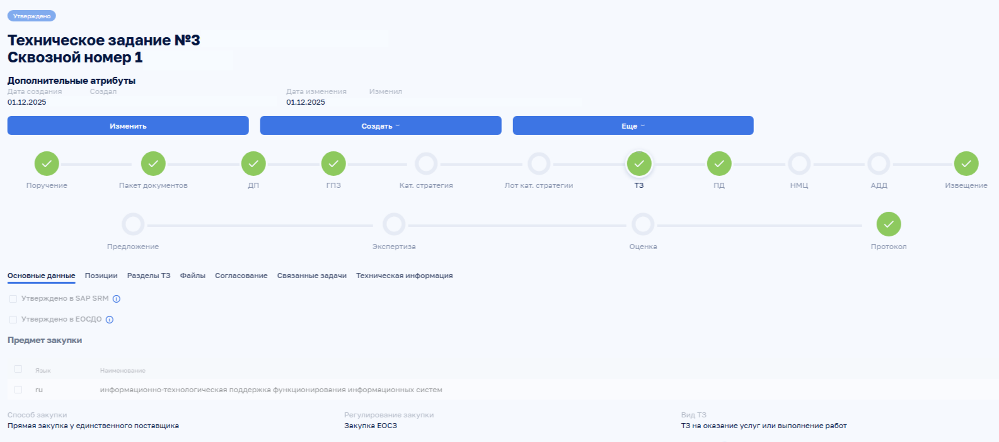 Утверждено
Техническое задание №3
Сквозной номер 1
Дополнительные атрибуты
Дата создания Создал Дата изменения Изменил
01.12.2025 01.12.2025
Изменить Создать Еще
Поручение Пакет документов ДП ГПЗ Кат. стратегия Лот кат. стратегии ТЗ ПД НМЦ АДД Извещение
Предложение Экспертиза Оценка Протокол
Основные данные Позиции Разделы ТЗ Файлы Согласование Связанные задачи Техническая информация
Утверждено в SAP SRM
Утверждено в ЕОСДО
Предмет закупки
Язык Наименование
ru информационно-технологическая поддержка функционирования информационных систем
Способ закупки Регулирование закупки Вид ТЗ
Прямая закупка у единственного поставщика Закупка ЕОСЗ ТЗ на оказание услуг или выполнение работ